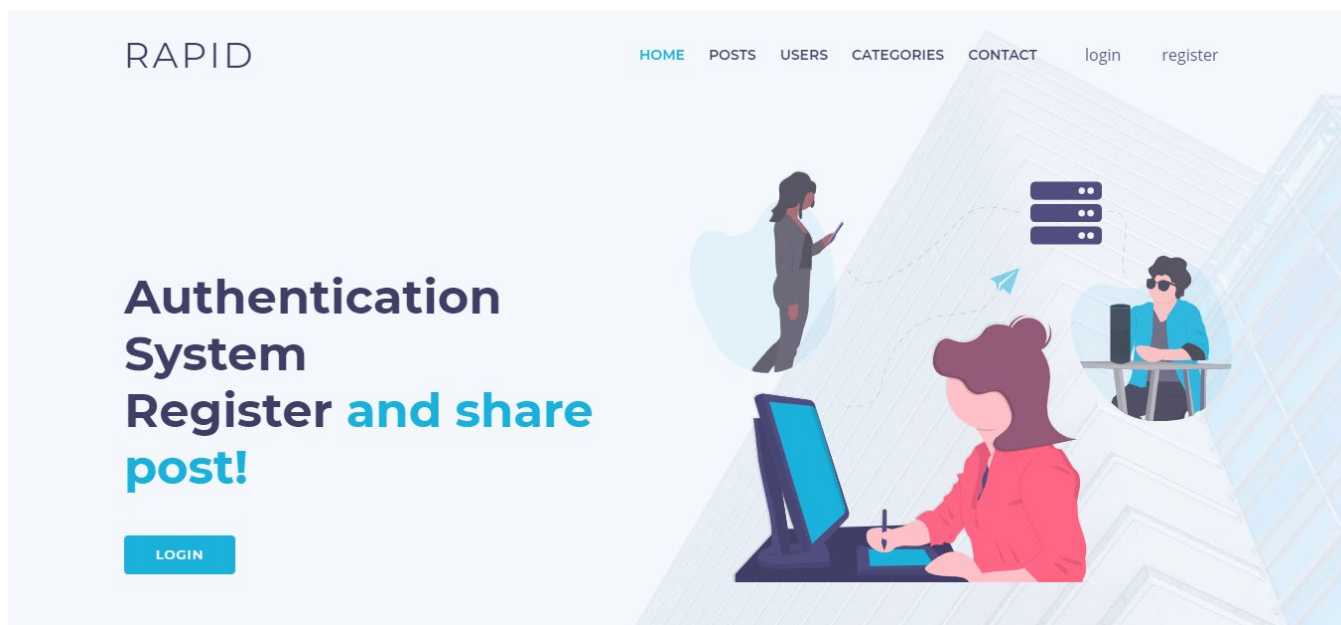 RAPID
HOME POSTS USERS CATEGORIES CONTACT login register
Authentication
System
Register and share
post!
LOGIN